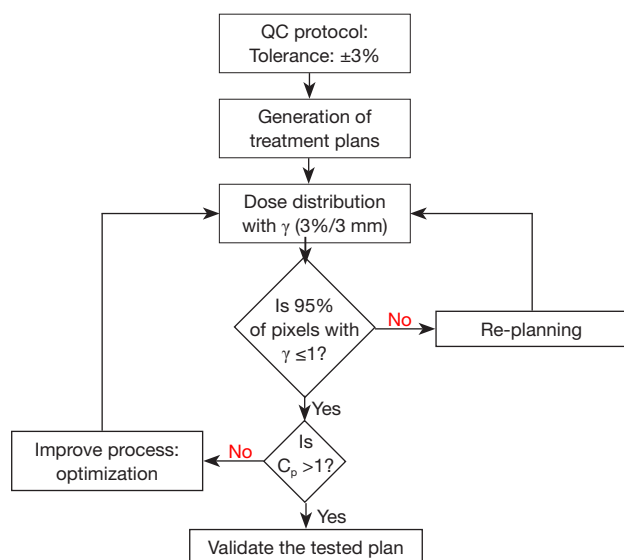 QC protocol:
Tolerance: ±3%
Generation of
treatment plans
Dose distribution
with γ (3%/3 mm)
Is 95%
of pixels with
γ ≤1?
No
Re-planning
Yes
Is
Cₚ >1?
No
Improve process:
optimization
Yes
Validate the tested plan